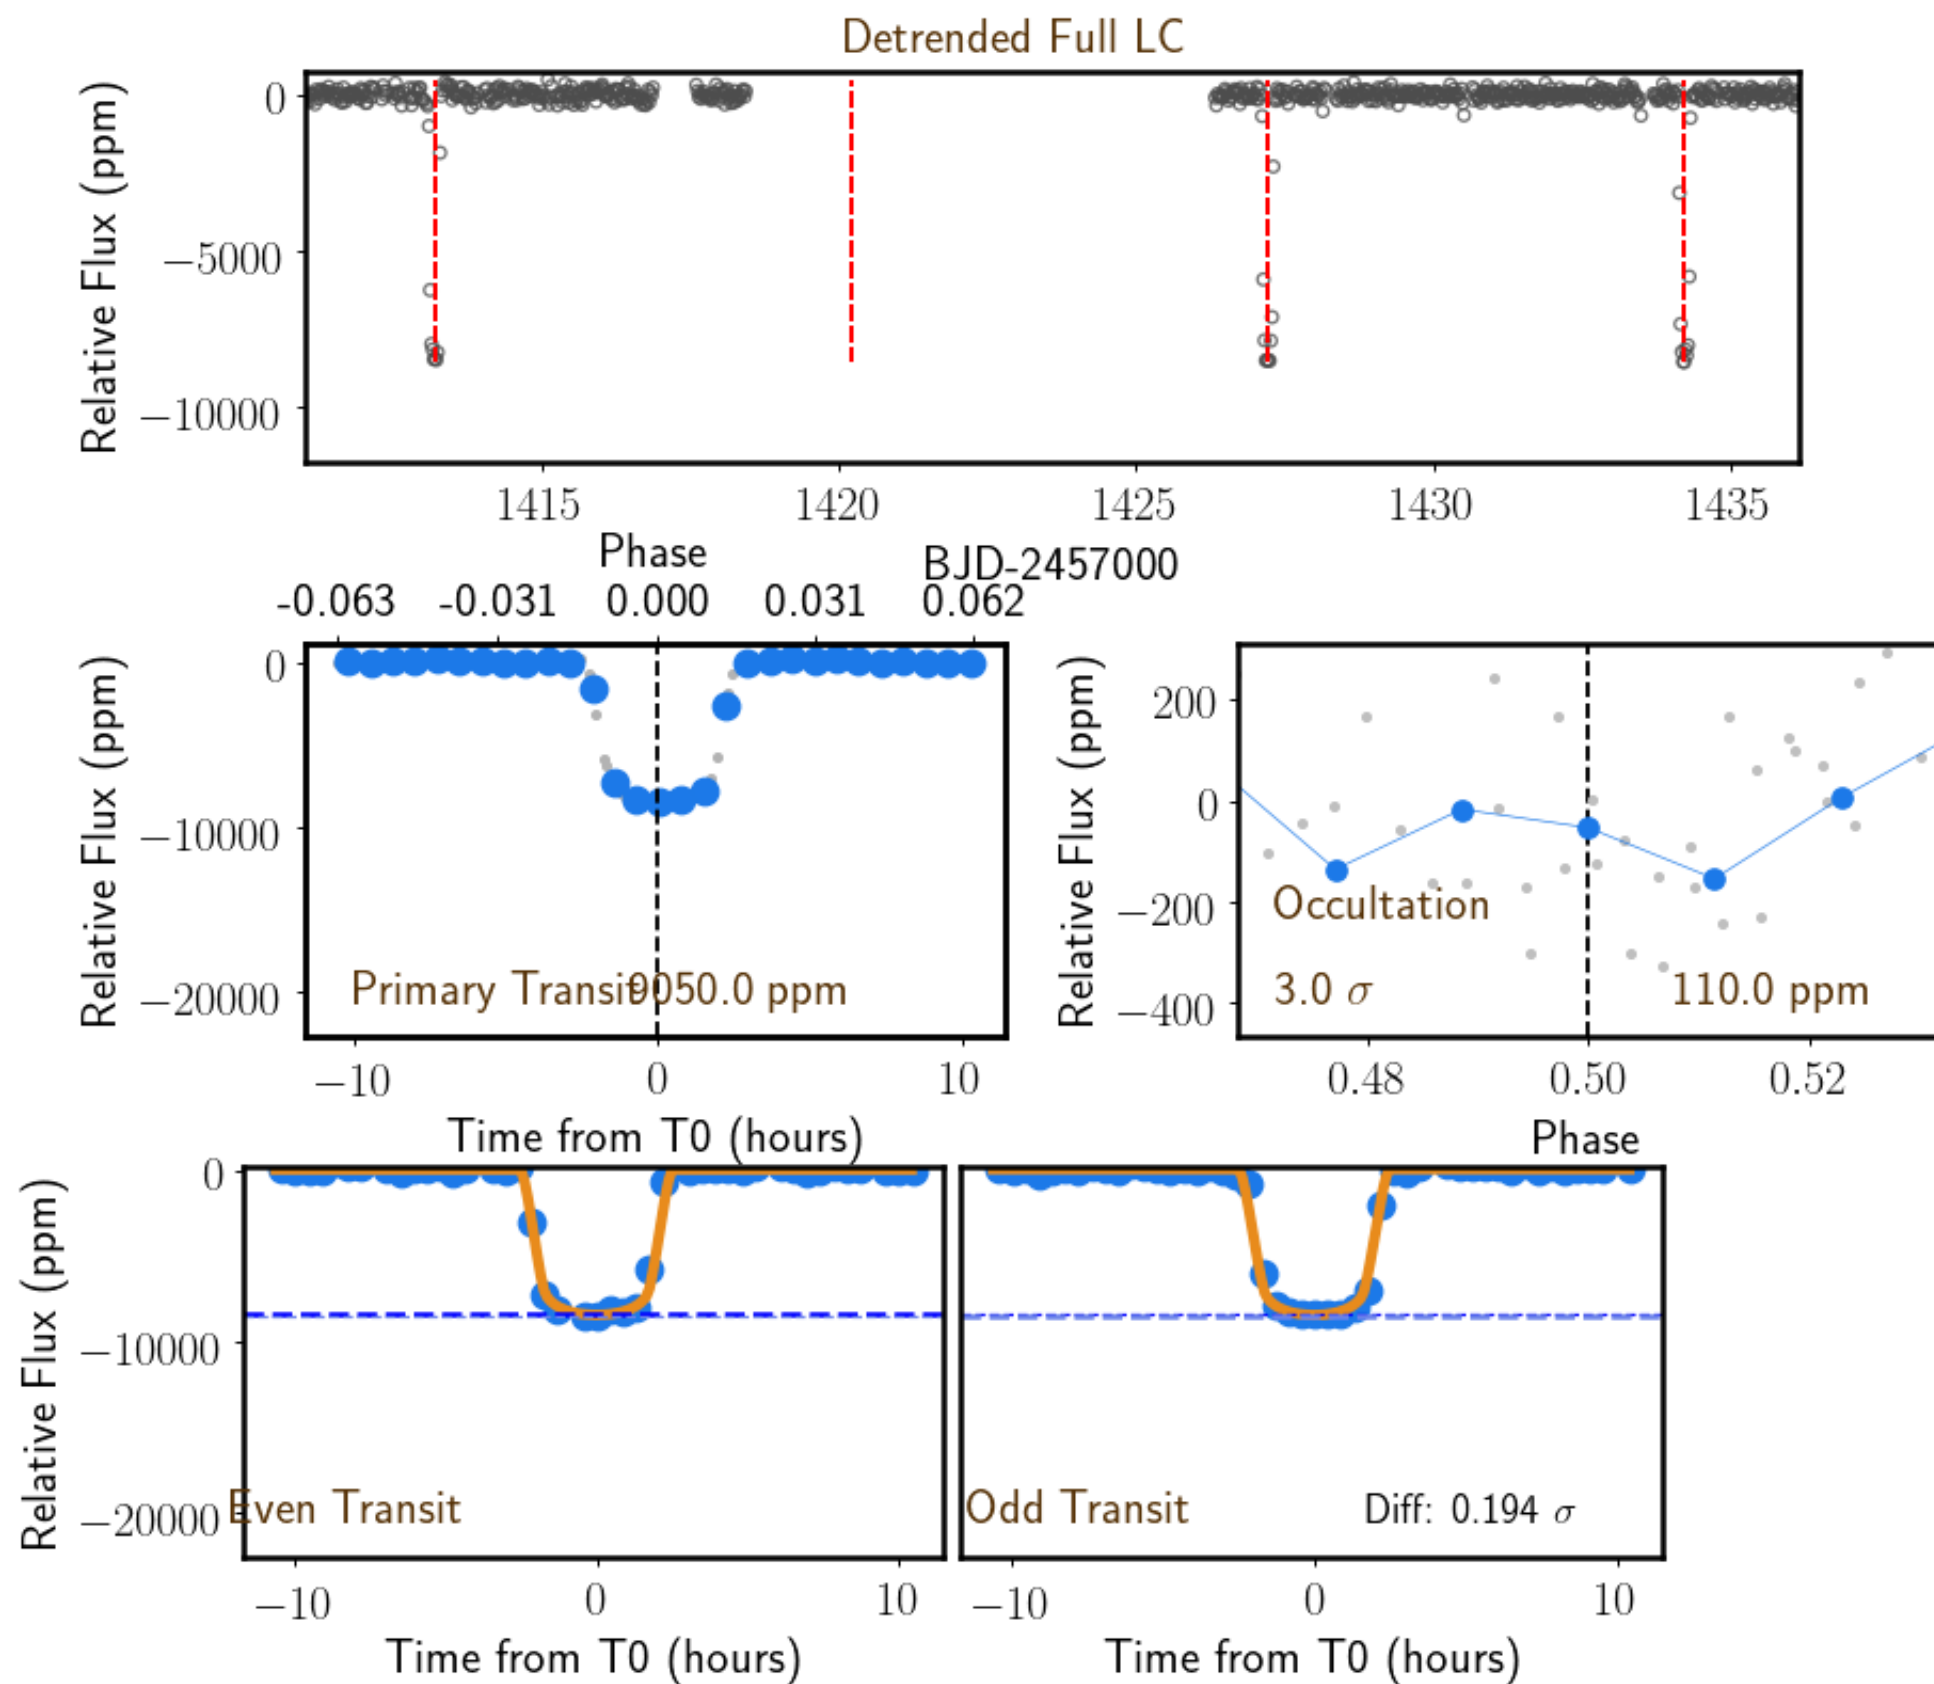 Detrended Full LC
Relative Flux (ppm)
0
−5000
−10000
1415 1420 1425 1430 1435
BJD-2457000
Phase
-0.063 -0.031 0.000 0.031 0.062
Relative Flux (ppm)
0
−10000
−20000
Primary Transit 9050.0 ppm
−10 0 10
Time from T0 (hours)
Relative Flux (ppm)
200
0
−200
−400
Occultation
3.0 σ 110.0 ppm
0.48 0.50 0.52
Phase
Relative Flux (ppm)
0
−10000
−20000
Even Transit
−10 0 10
Time from T0 (hours)
Odd Transit Diff: 0.194 σ
−10 0 10
Time from T0 (hours)